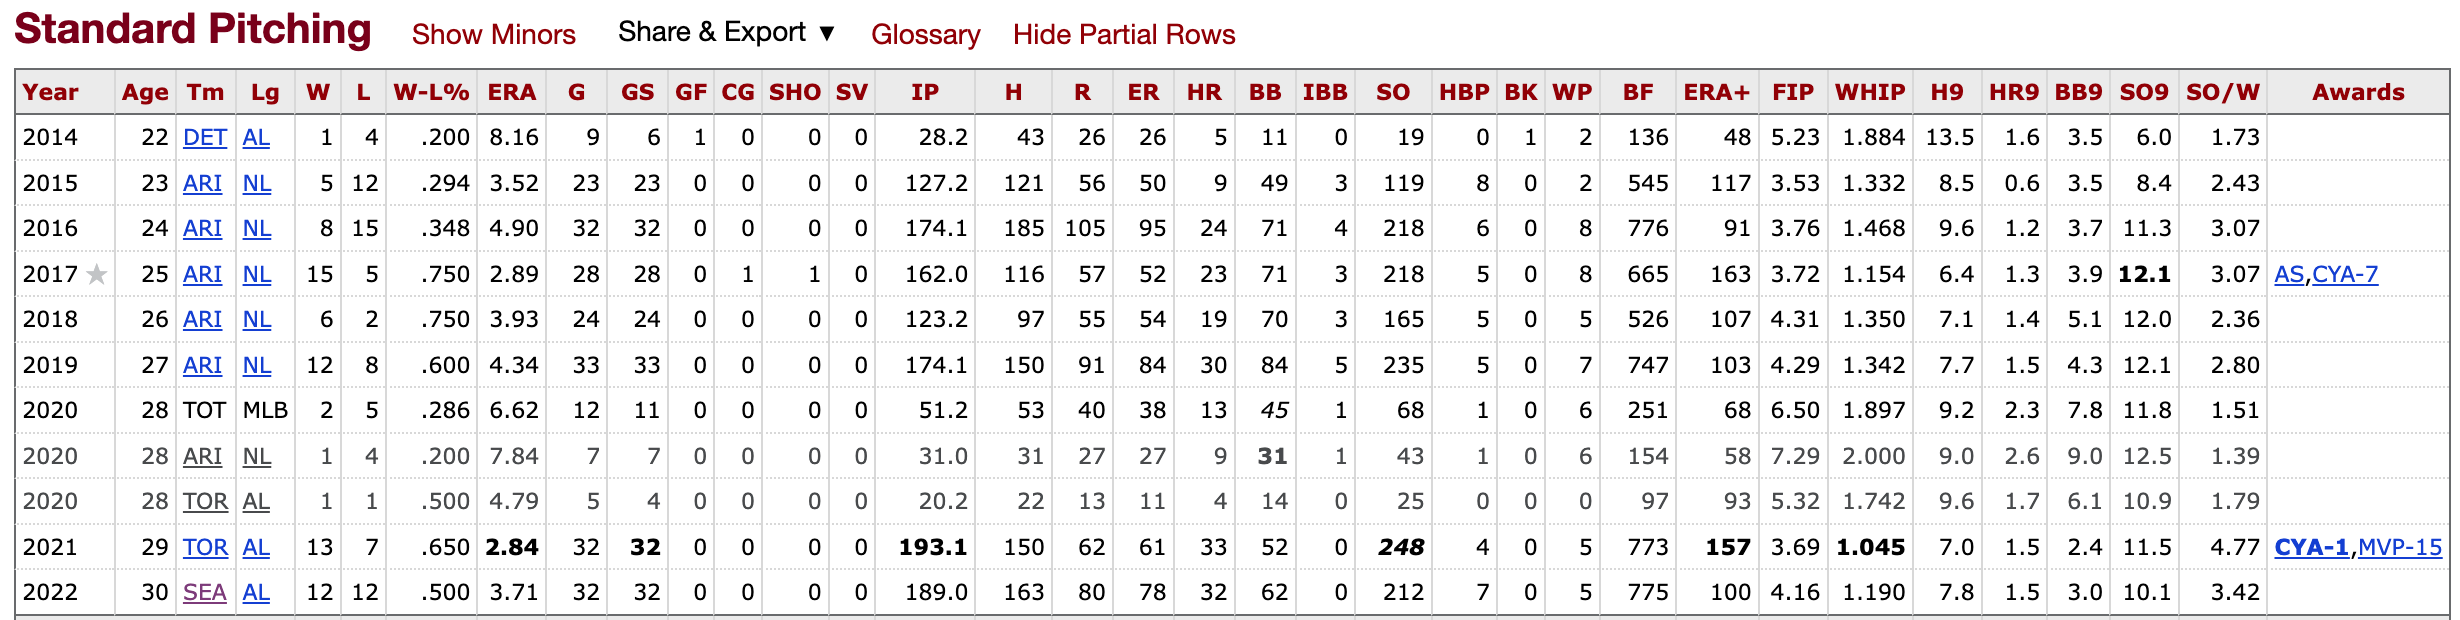 Standard Pitching Show Minors Share & Export ▼ Glossary Hide Partial Rows
Year Age Tm Lg W L W-L% ERA G GS GF CG SHO SV IP H R ER HR BB IBB SO HBP BK WP BF ERA+ FIP WHIP H9 HR9 BB9 SO9 SO/W Awards
2014 22 DET AL 1 4 .200 8.16 9 6 1 0 0 0 28.2 43 26 26 5 11 0 19 0 1 2 136 48 5.23 1.884 13.5 1.6 3.5 6.0 1.73
2015 23 ARI NL 5 12 .294 3.52 23 23 0 0 0 0 127.2 121 56 50 9 49 3 119 8 0 2 545 117 3.53 1.332 8.5 0.6 3.5 8.4 2.43
2016 24 ARI NL 8 15 .348 4.90 32 32 0 0 0 0 174.1 185 105 95 24 71 4 218 6 0 8 776 91 3.76 1.468 9.6 1.2 3.7 11.3 3.07
2017 ★ 25 ARI NL 15 5 .750 2.89 28 28 0 1 1 0 162.0 116 57 52 23 71 3 218 5 0 8 665 163 3.72 1.154 6.4 1.3 3.9 12.1 3.07 AS,CYA-7
2018 26 ARI NL 6 2 .750 3.93 24 24 0 0 0 0 123.2 97 55 54 19 70 3 165 5 0 5 526 107 4.31 1.350 7.1 1.4 5.1 12.0 2.36
2019 27 ARI NL 12 8 .600 4.34 33 33 0 0 0 0 174.1 150 91 84 30 84 5 235 5 0 7 747 103 4.29 1.342 7.7 1.5 4.3 12.1 2.80
2020 28 TOT MLB 2 5 .286 6.62 12 11 0 0 0 0 51.2 53 40 38 13 45 1 68 1 0 6 251 68 6.50 1.897 9.2 2.3 7.8 11.8 1.51
2020 28 ARI NL 1 4 .200 7.84 7 7 0 0 0 0 31.0 31 27 27 9 31 1 43 1 0 6 154 58 7.29 2.000 9.0 2.6 9.0 12.5 1.39
2020 28 TOR AL 1 1 .500 4.79 5 4 0 0 0 0 20.2 22 13 11 4 14 0 25 0 0 0 97 93 5.32 1.742 9.6 1.7 6.1 10.9 1.79
2021 29 TOR AL 13 7 .650 2.84 32 32 0 0 0 0 193.1 150 62 61 33 52 0 248 4 0 5 773 157 3.69 1.045 7.0 1.5 2.4 11.5 4.77 CYA-1,MVP-15
2022 30 SEA AL 12 12 .500 3.71 32 32 0 0 0 0 189.0 163 80 78 32 62 0 212 7 0 5 775 100 4.16 1.190 7.8 1.5 3.0 10.1 3.42